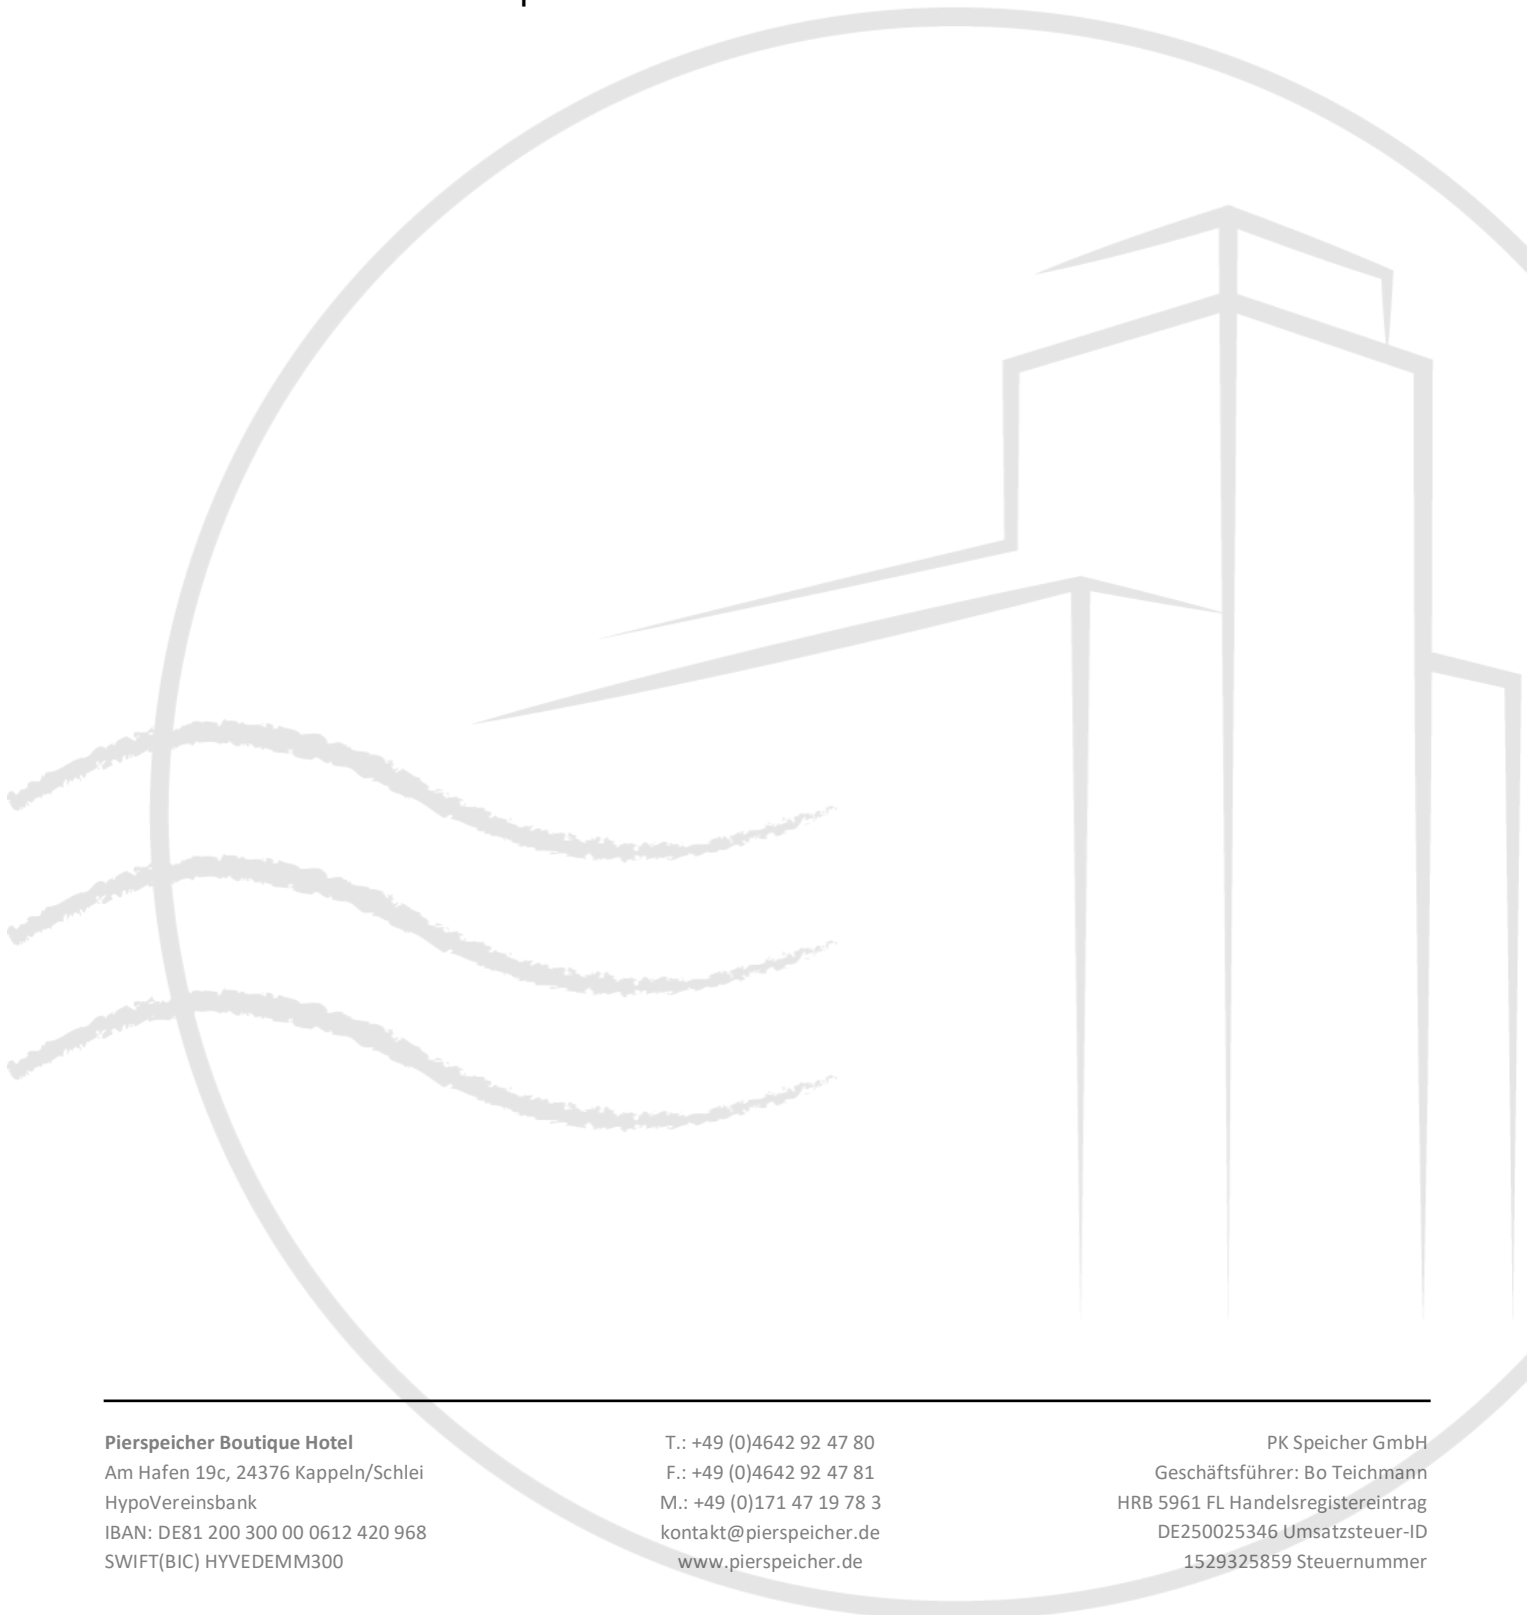 Pierspeicher Boutique Hotel
Am Hafen 19c, 24376 Kappeln/Schlei
HypoVereinsbank
IBAN: DE81 200 300 00 0612 420 968
SWIFT(BIC) HYVEDEMM300
T.: +49 (0)4642 92 47 80
F.: +49 (0)4642 92 47 81
M.: +49 (0)171 47 19 78 3
kontakt@pierspeicher.de
www.pierspeicher.de
PK Speicher GmbH
Geschäftsführer: Bo Teichmann
HRB 5961 FL Handelsregistereintrag
DE250025346 Umsatzsteuer-ID
1529325859 Steuernummer